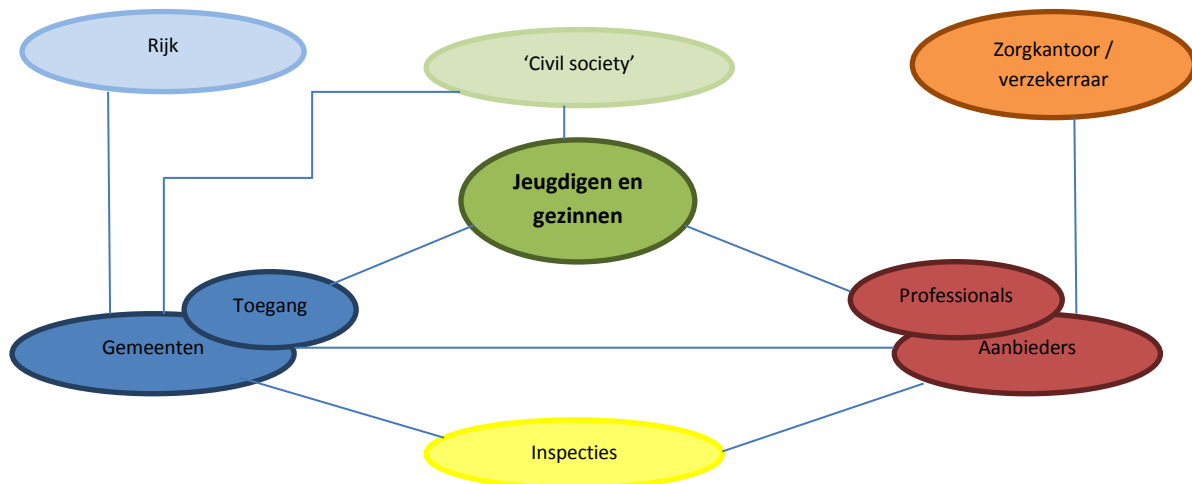 Rijk
'Civil society'
Zorgkantoor /
verzekerraar
Jeugdigen en
gezinnen
Toegang
Professionals
Gemeenten
Aanbieders
Inspecties